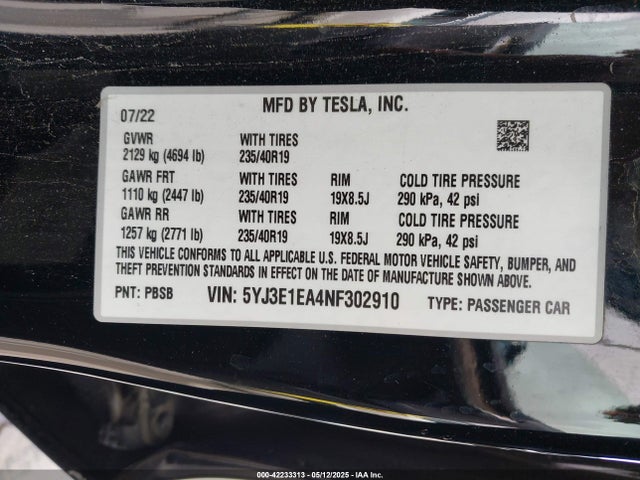 07/22 MFD BY TESLA, INC.
GVWR WITH TIRES
2129 kg (4694 lb) 235/40R19
GAWR FRT WITH TIRES RIM COLD TIRE PRESSURE
1110 kg (2447 lb) 235/40R19 19X8.5J 290 kPa, 42 psi
GAWR RR WITH TIRES RIM COLD TIRE PRESSURE
1257 kg (2771 lb) 235/40R19 19X8.5J 290 kPa, 42 psi
THIS VEHICLE CONFORMS TO ALL APPLICABLE U.S. FEDERAL MOTOR VEHICLE SAFETY, BUMPER, AND
THEFT PREVENTION STANDARDS IN EFFECT ON THE DATE OF MANUFACTURE SHOWN ABOVE.
PNT: PBSB VIN: 5YJ3E1EA4NF302910 TYPE: PASSENGER CAR
000-42233313 - 05/12/2025 - IAA Inc.